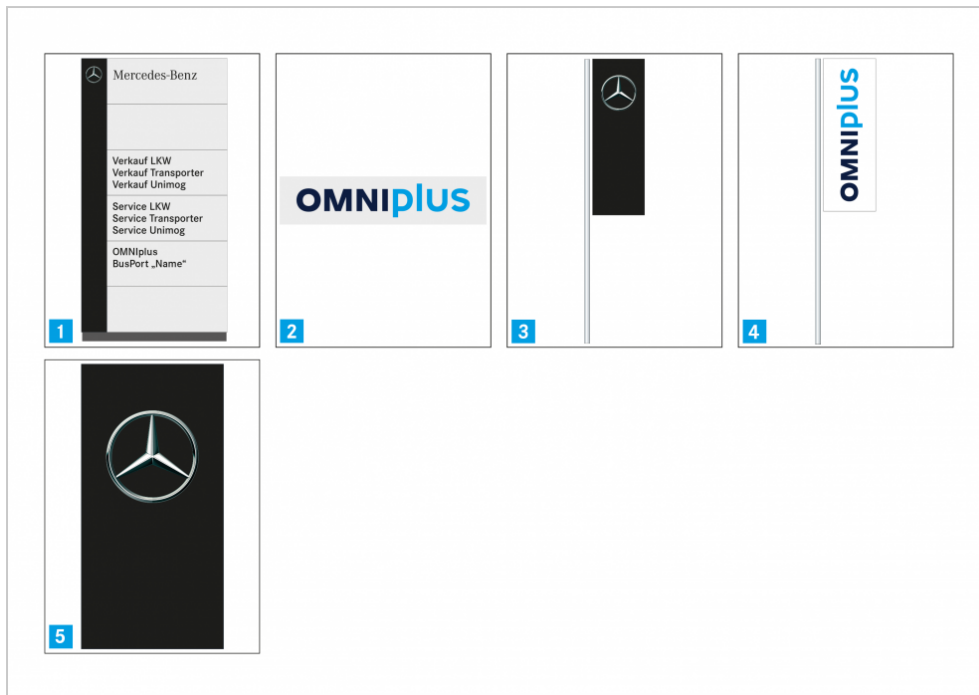 Mercedes-Benz
Verkauf LKW
Verkauf Transporter
Verkauf Unimog
Service LKW
Service Transporter
Service Unimog
OMNIplus
BusPort „Name“
1
OMNIplus
2
3
OMNIplus
4
5